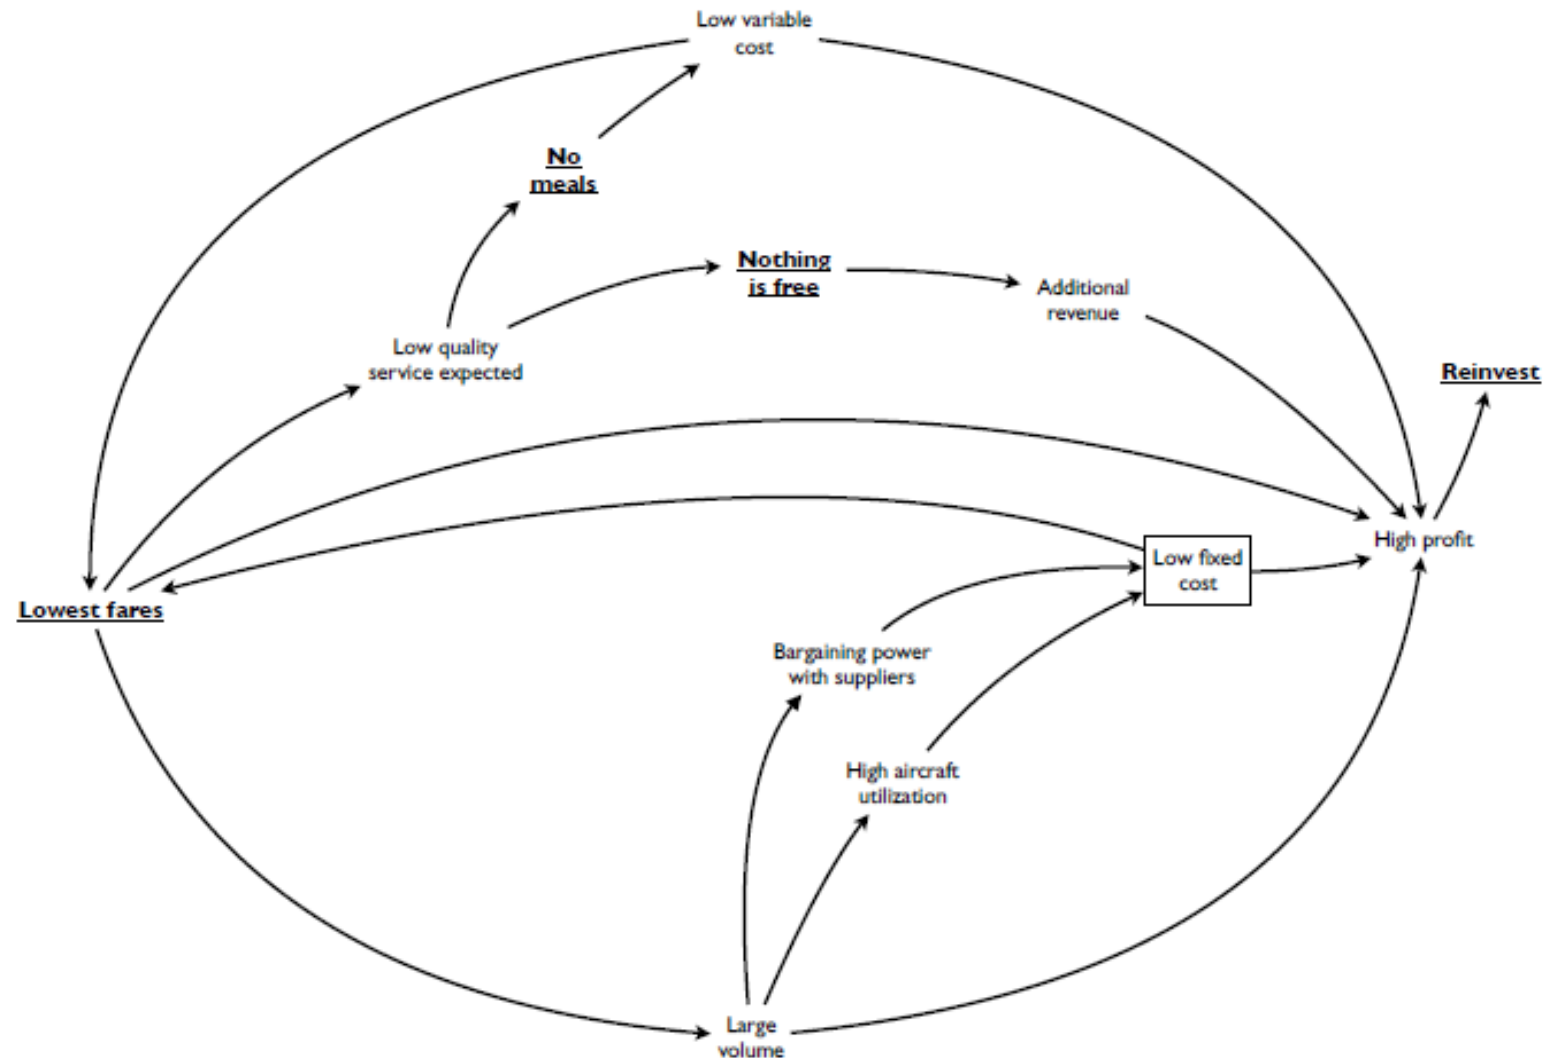 Low variable
cost
No
meals
Nothing
is free
Additional
revenue
Low quality
service expected
Reinvest
High profit
Low fixed
cost
Lowest fares
Bargaining power
with suppliers
High aircraft
utilization
Large
volume